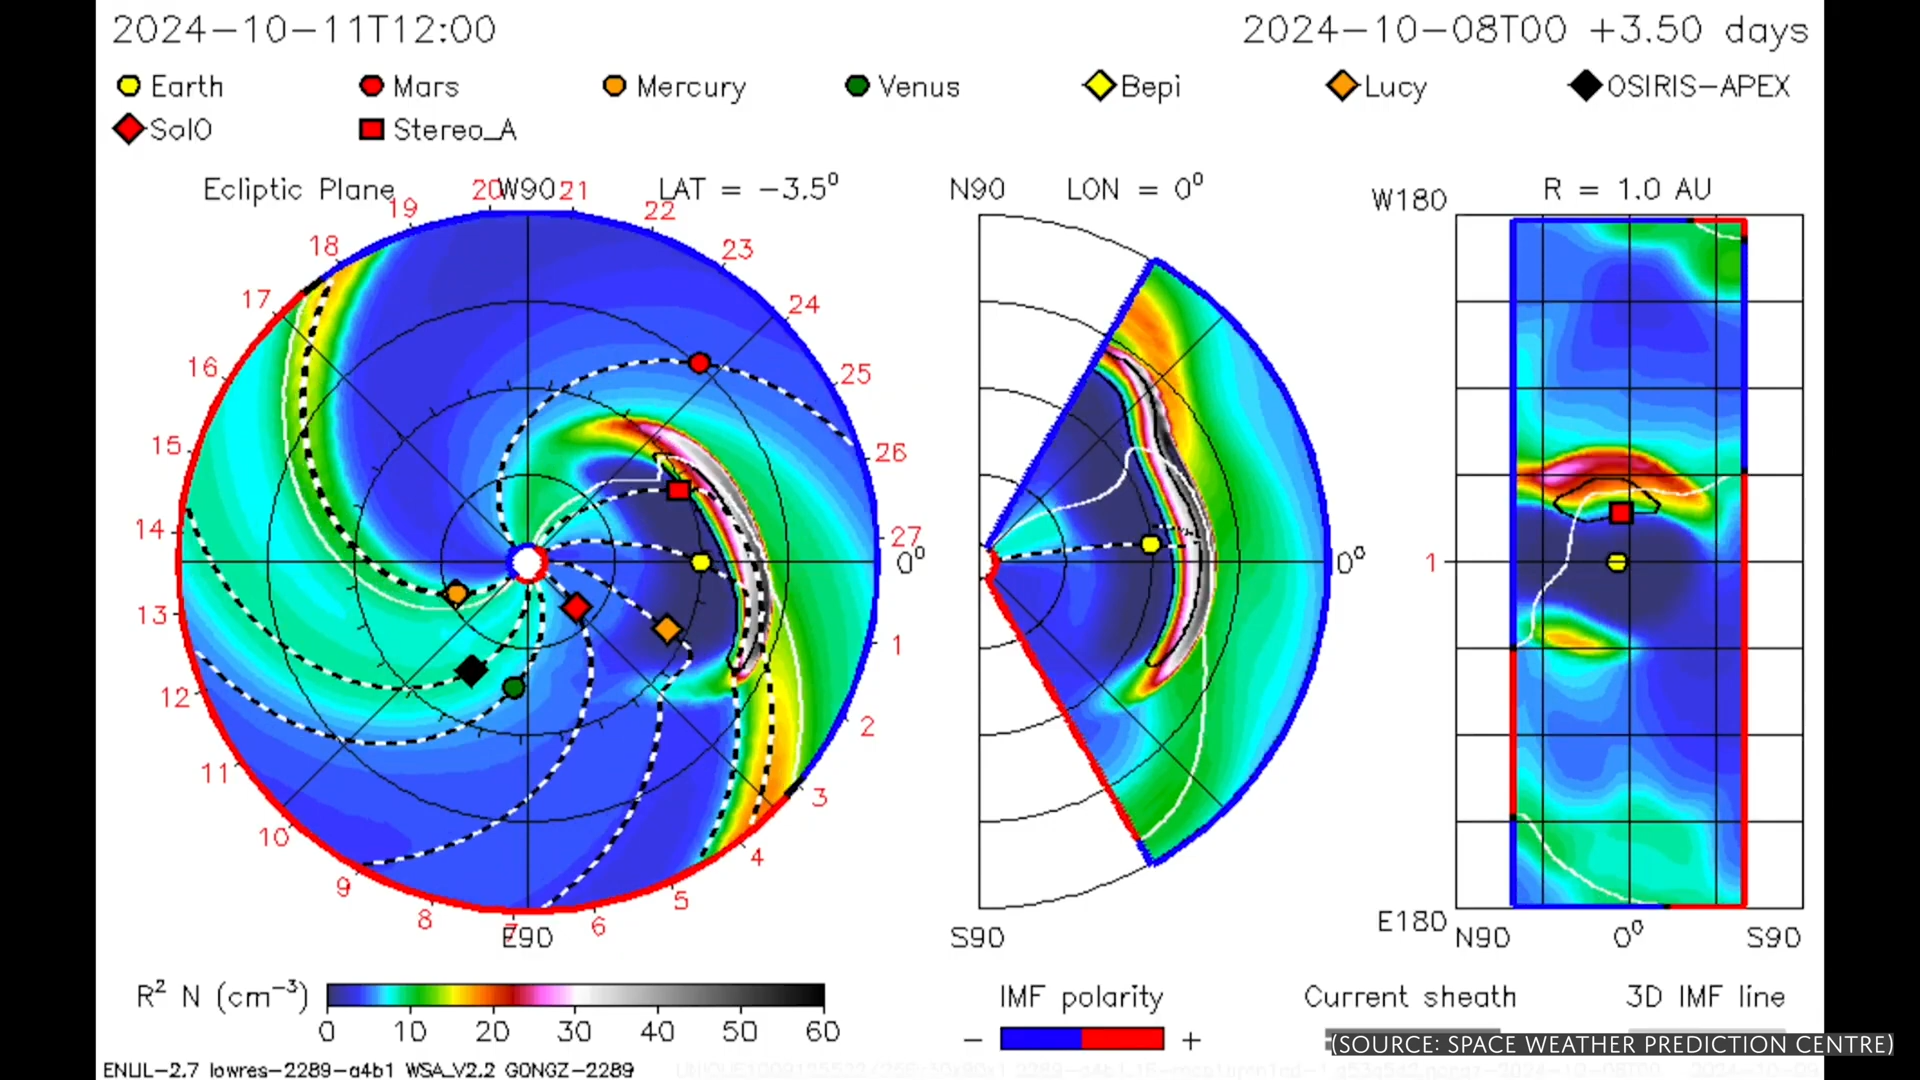 2024-10-11T12:00 2024-10-08T00 +3.50 days
Earth Mars Mercury Venus Bepi Lucy OSIRIS-APEX
SolO Stereo_A
Ecliptic Plane W90 LAT = -3.5° N90 LON = 0° W180 R = 1.0 AU
20 21
19 22
18 23
17 24
16 25
15 26
14 27
0° 0° 1
13 1
12 2
11 3
10 4
9 5
8 6
7
E90 S90 E180 N90 0° S90
R² N (cm⁻³) IMF polarity Current sheath 3D IMF line
0 10 20 30 40 50 60 - +
(SOURCE: SPACE WEATHER PREDICTION CENTRE)
ENLIL-2.7 lowres-2289-a4b1 WSA_V2.2 GONGZ-2289